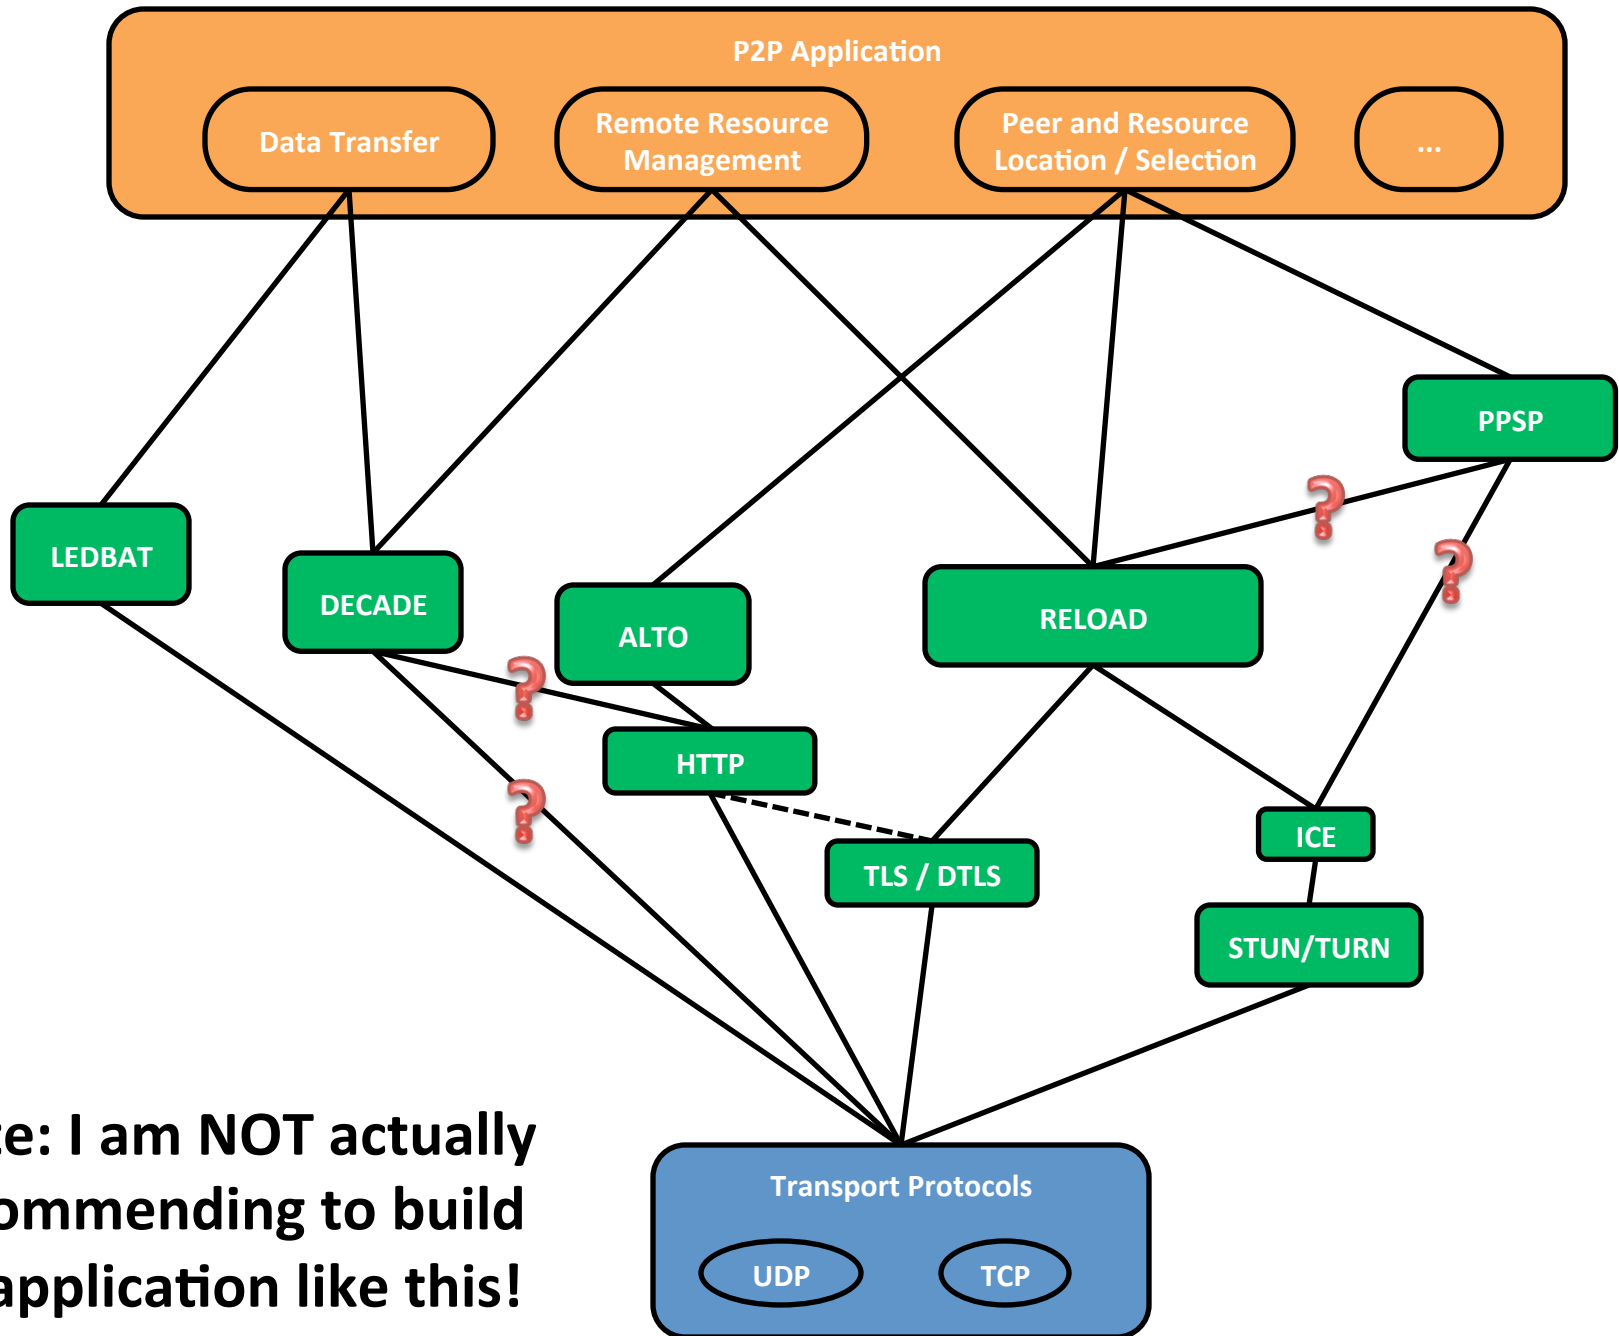 P2P Application
Data Transfer
Remote Resource
Management
Peer and Resource
Location / Selection
...
PPSP
?
LEDBAT
?
DECADE
RELOAD
ALTO
?
HTTP
?
ICE
TLS / DTLS
STUN/TURN
te: I am NOT actually
ommending to build
application like this!
Transport Protocols
UDP
TCP